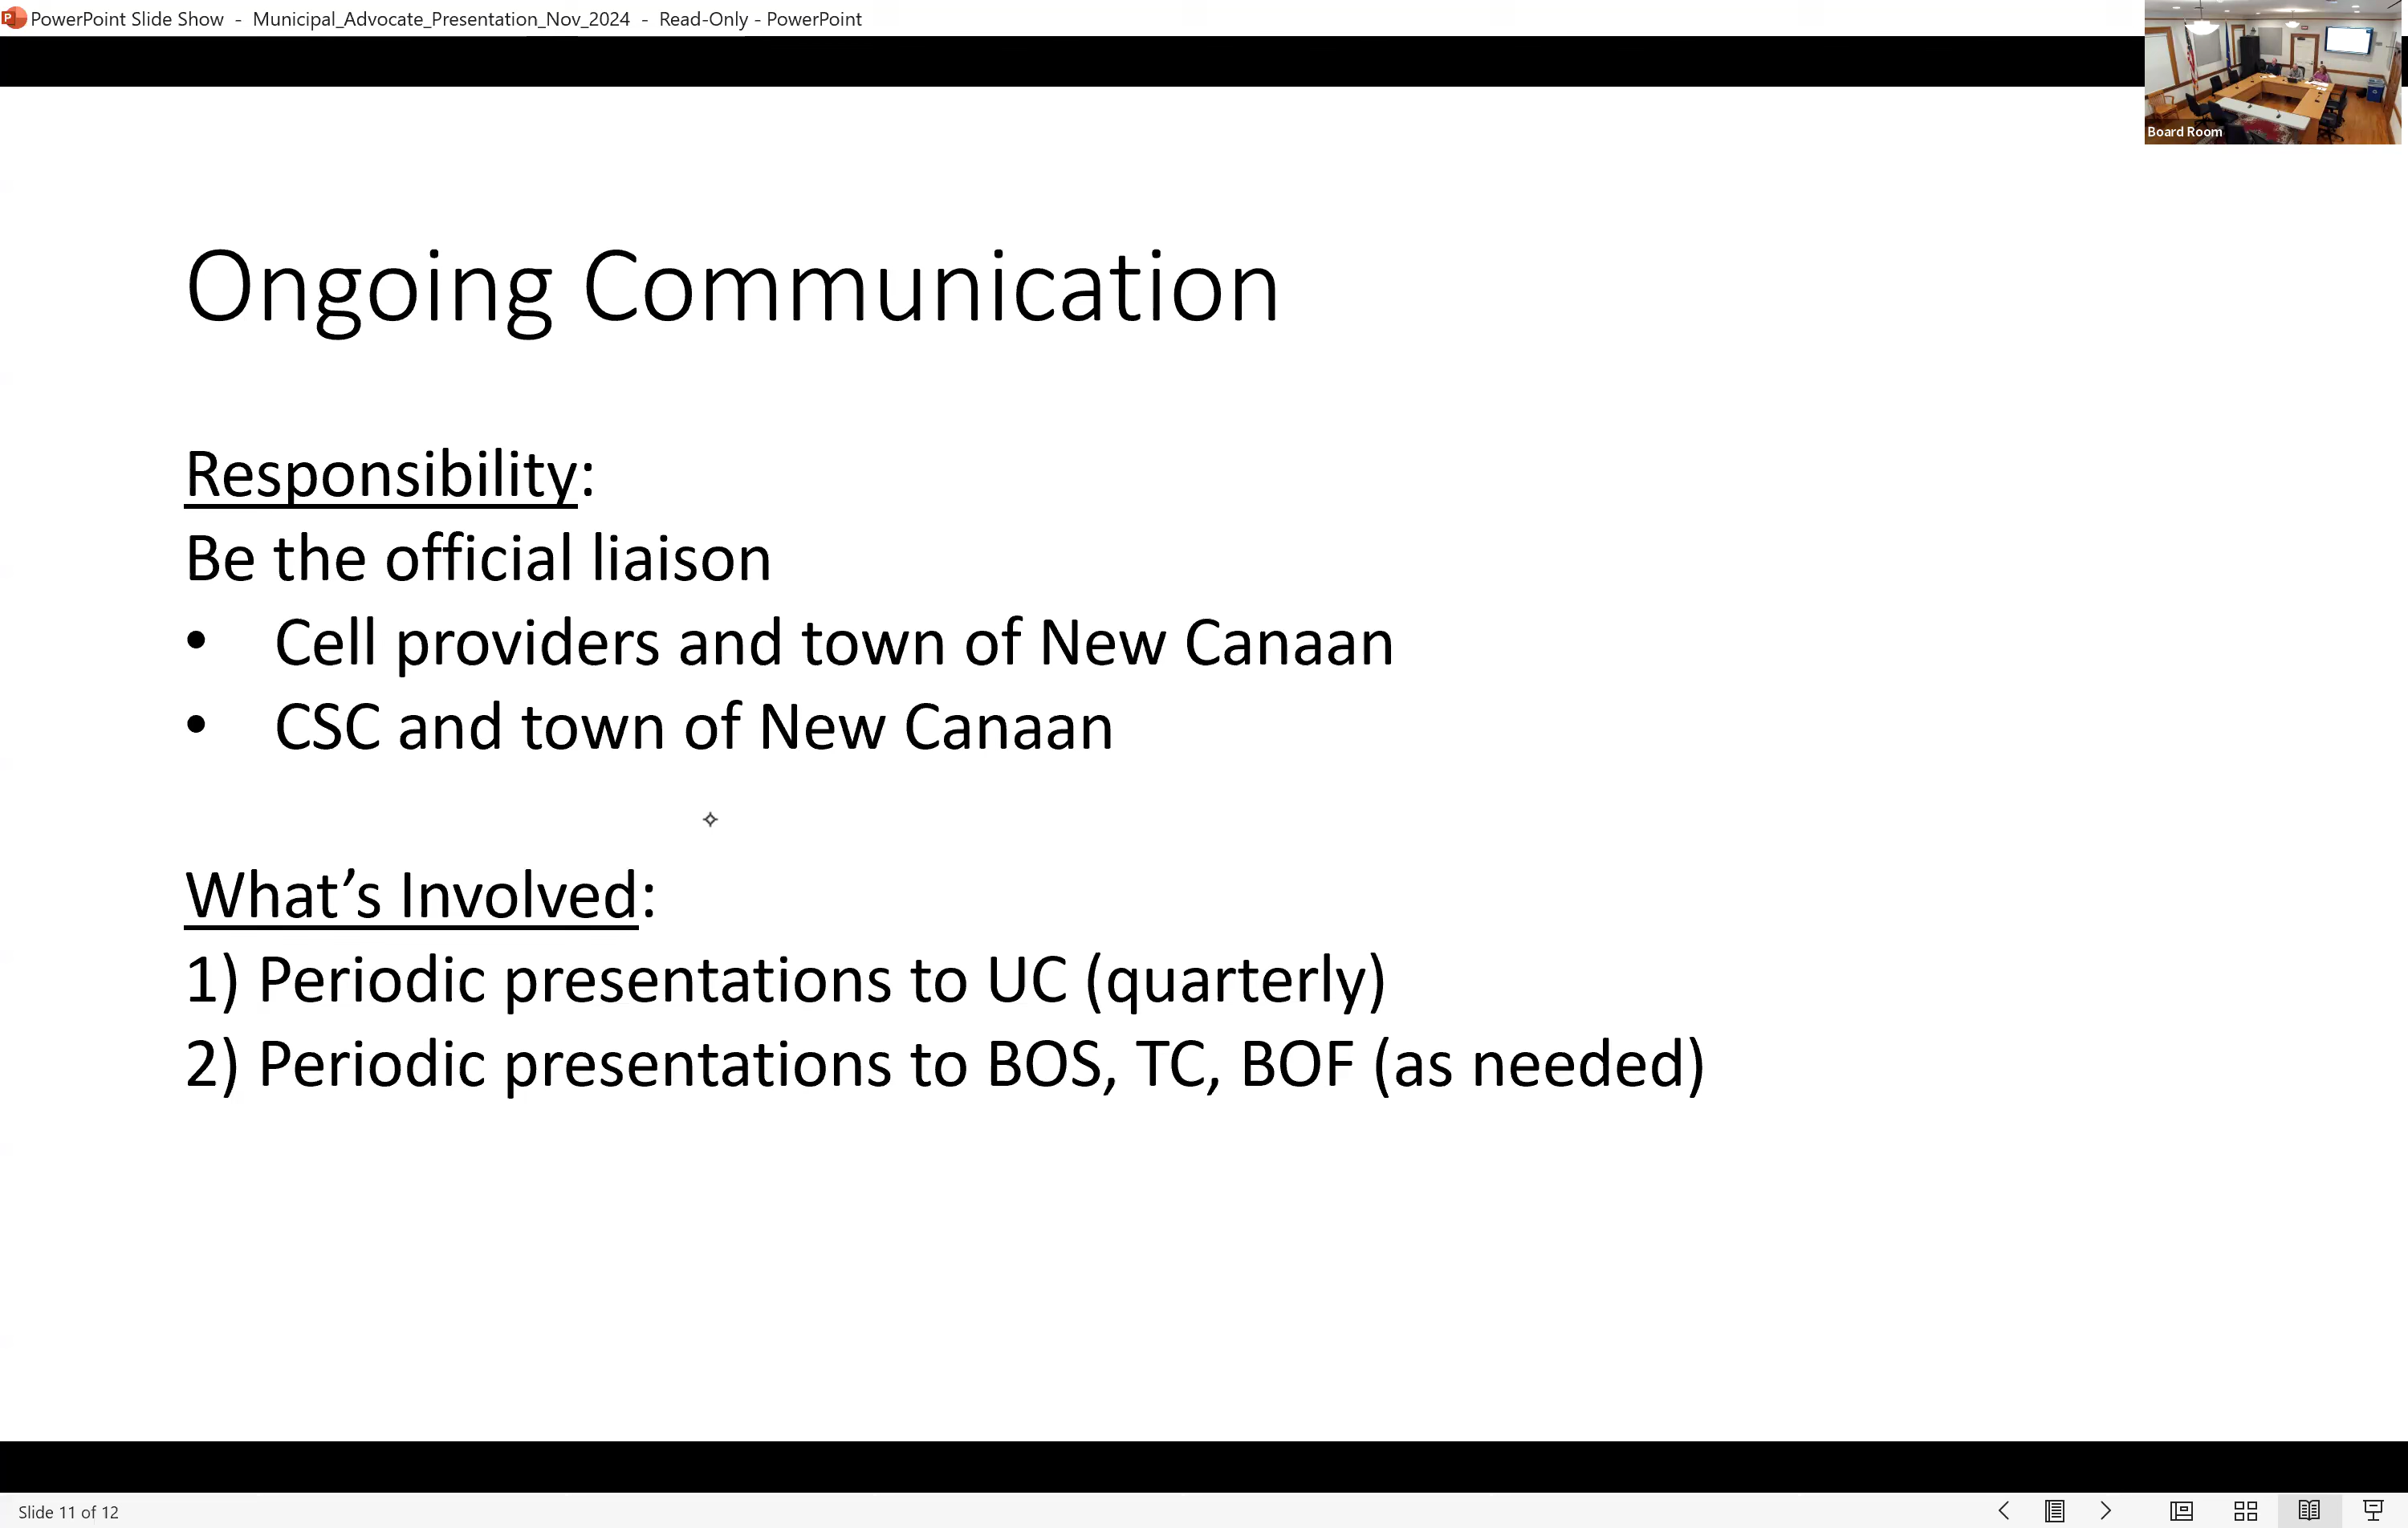 PowerPoint Slide Show - Municipal_Advocate_Presentation_Nov_2024 - Read-Only - PowerPoint
Board Room
Ongoing Communication
Responsibility:
Be the official liaison
• Cell providers and town of New Canaan
• CSC and town of New Canaan
What’s Involved:
1) Periodic presentations to UC (quarterly)
2) Periodic presentations to BOS, TC, BOF (as needed)
Slide 11 of 12